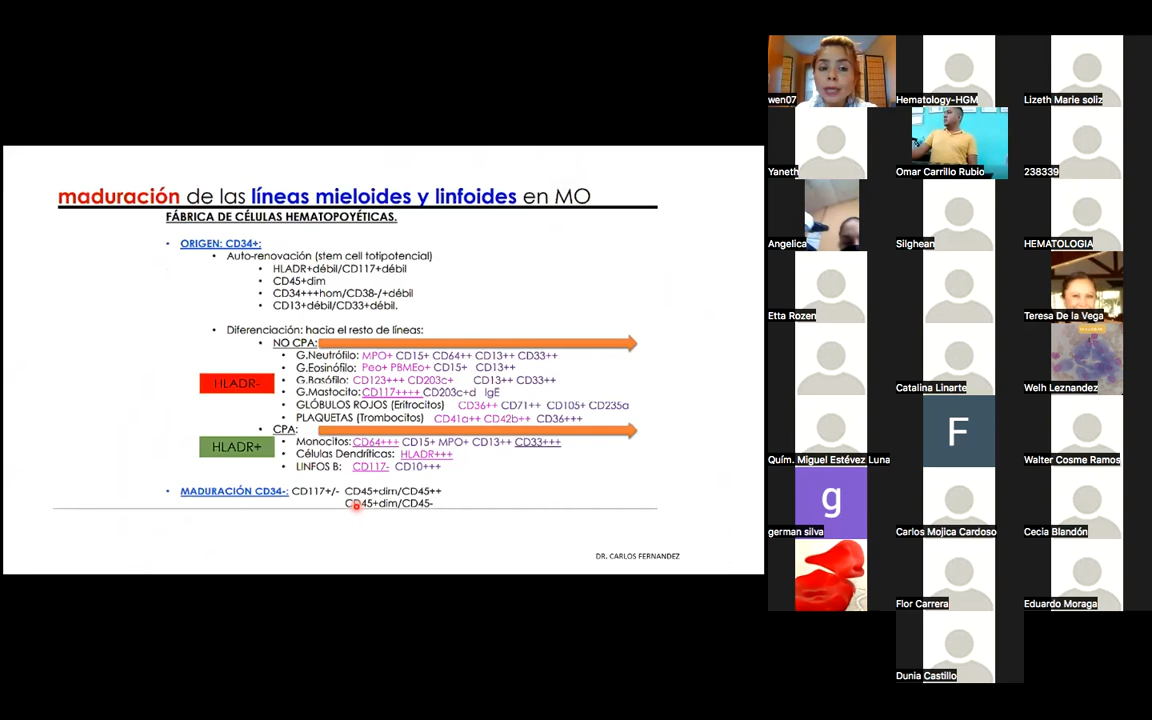 maduración de las líneas mieloides y linfoides en MO
FÁBRICA DE CÉLULAS HEMATOPOYÉTICAS.
• ORIGEN: CD34+:
• Auto-renovación (stem cell totipotencial)
• HLADR+débil/CD117+débil
• CD45+dim
• CD34+++hom/CD38-/+débil
• CD13+débil/CD33+débil.
• Diferenciación: hacia el resto de líneas:
• NO CPA:
• G.Neutrófilo: MPO+ CD15+ CD64++ CD13++ CD33++
• G.Eosinófilo: Peo+ PBMEo+ CD15+ CD13++
HLADR-
• G.Basófilo: CD123+++ CD203c+ CD13++ CD33++
• G.Mastocito: CD117++++ CD203c+d IgE
• GLÓBULOS ROJOS (Eritrocitos) CD36++ CD71++ CD105+ CD235a
• PLAQUETAS (Trombocitos) CD41a++ CD42b++ CD36+++
• CPA:
HLADR+
• Monocitos: CD64+++ CD15+ MPO+ CD13++ CD33+++
• Células Dendríticas: HLADR+++
• LINFOS B: CD117- CD10+++
• MADURACIÓN CD34-: CD117+/- CD45+dim/CD45++
CD45+dim/CD45-
DR. CARLOS FERNANDEZ
wen07
Hematology-HGM
Lizeth Marie soliz
Yaneth
Omar Carrillo Rubio
238339
Angelica
Silghean
HEMATOLOGIA
Etta Rozen
Teresa De la Vega
Catalina Linarte
Welh Leznandez
Quím. Miguel Estévez Luna
F
Walter Cosme Ramos
g
german silva
Carlos Mojica Cardoso
Cecia Blandón
Flor Carrera
Eduardo Moraga
Dunia Castillo